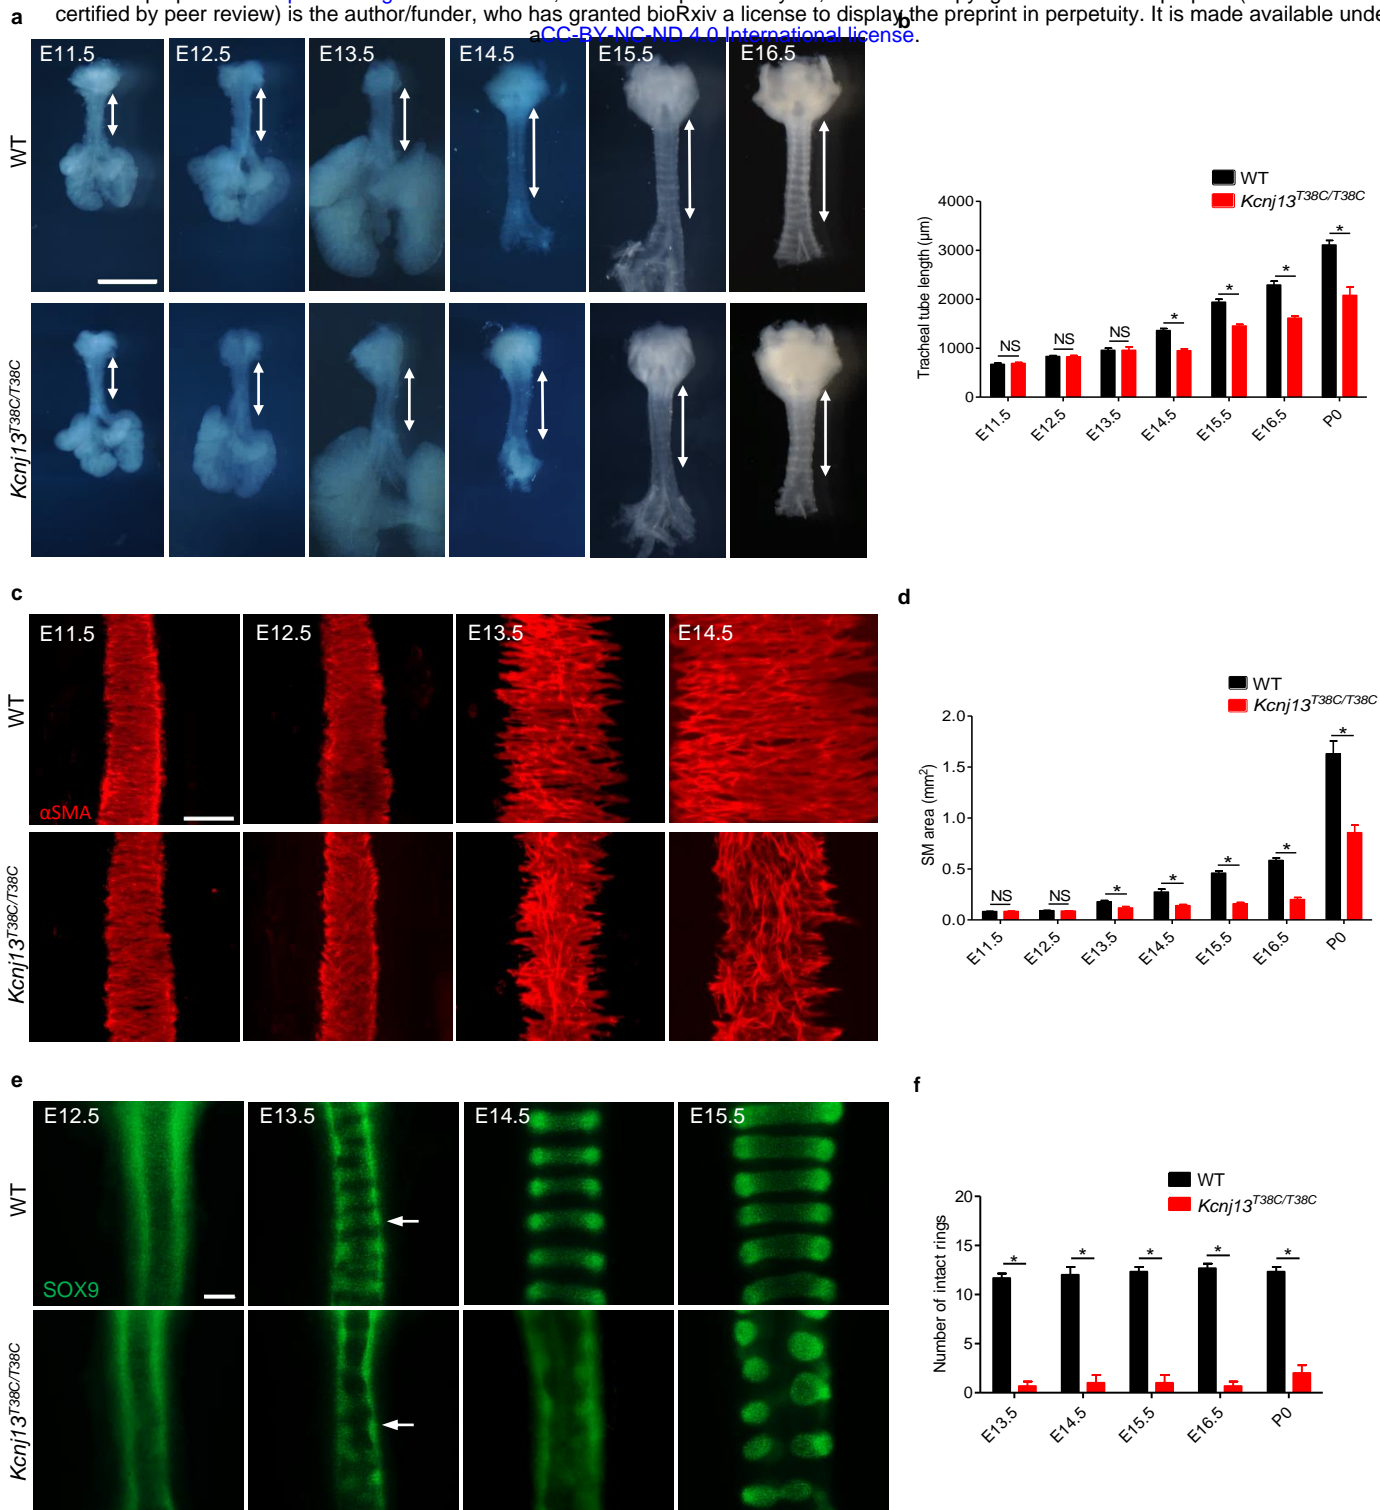 certified by peer review) is the author/funder, who has granted bioRxiv a license to display the preprint in perpetuity. It is made available
aCC-BY-NC-ND 4.0 International license.
a
b
E11.5
E12.5
E13.5
E14.5
E15.5
E16.5
WT
Kcnj13T38C/T38C
WT
Kcnj13T38C/T38C
Tracheal tube length (μm)
4000
3000
2000
1000
0
NS
NS
NS
*
*
*
*
E11.5
E12.5
E13.5
E14.5
E15.5
E16.5
P0
c
d
E11.5
E12.5
E13.5
E14.5
WT
αSMA
Kcnj13T38C/T38C
WT
Kcnj13T38C/T38C
SM area (mm2)
2.0
1.5
1.0
0.5
0.0
NS
NS
*
*
*
*
*
E11.5
E12.5
E13.5
E14.5
E15.5
E16.5
P0
e
f
E12.5
E13.5
E14.5
E15.5
WT
SOX9
Kcnj13T38C/T38C
WT
Kcnj13T38C/T38C
Number of intact rings
20
15
10
5
0
*
*
*
*
*
E13.5
E14.5
E15.5
E16.5
P0